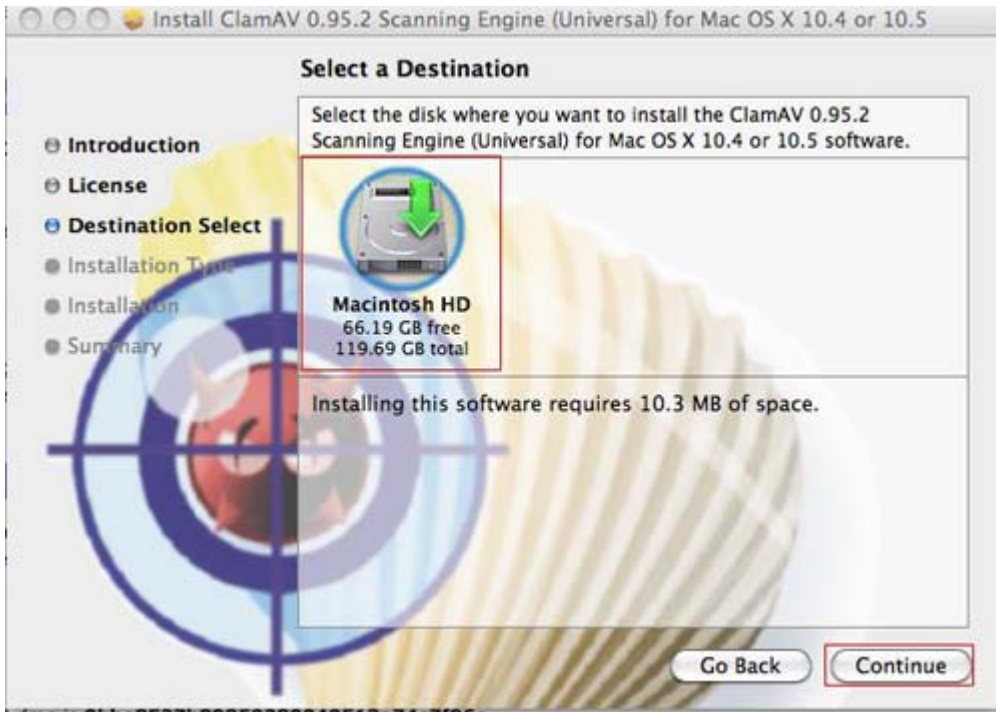 Install ClamAV 0.95.2 Scanning Engine (Universal) for Mac OS X 10.4 or 10.5
Select a Destination
Introduction
License
Destination Select
Installation Type
Installation
Summary
Select the disk where you want to install the ClamAV 0.95.2
Scanning Engine (Universal) for Mac OS X 10.4 or 10.5 software.
Macintosh HD
66.19 GB free
119.69 GB total
Installing this software requires 10.3 MB of space.
Go Back
Continue